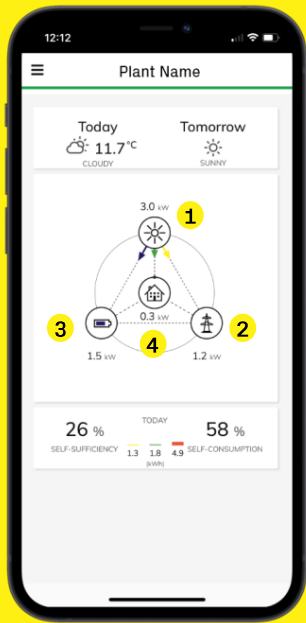 12:12
Plant Name
Today Tomorrow
11.7°C
CLOUDY SUNNY
3.0 kW
1
0.3 kW
3 2
4
1.5 kW 1.2 kW
TODAY
26 % 58 %
SELF-SUFFICIENCY 1.3 1.8 4.9 SELF-CONSUMPTION
(kWh)